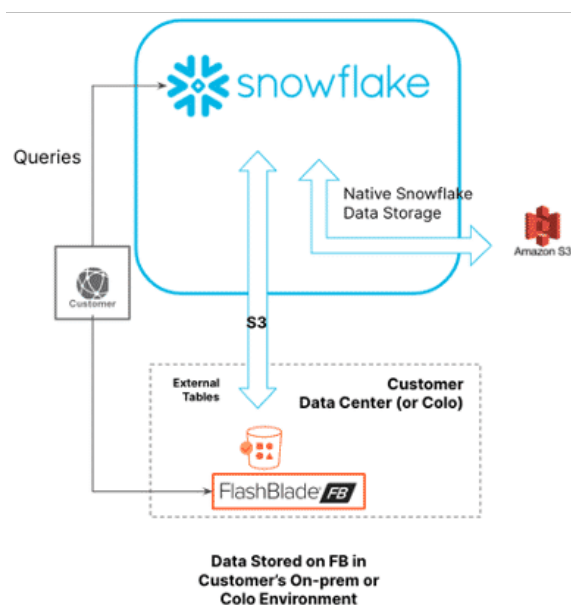 snowflake
Queries
Native Snowflake
Data Storage
Amazon S3
Customer
S3
External
Tables
Customer
Data Center (or Colo)
FlashBlade FB
Data Stored on FB in
Customer's On-prem or
Colo Environment